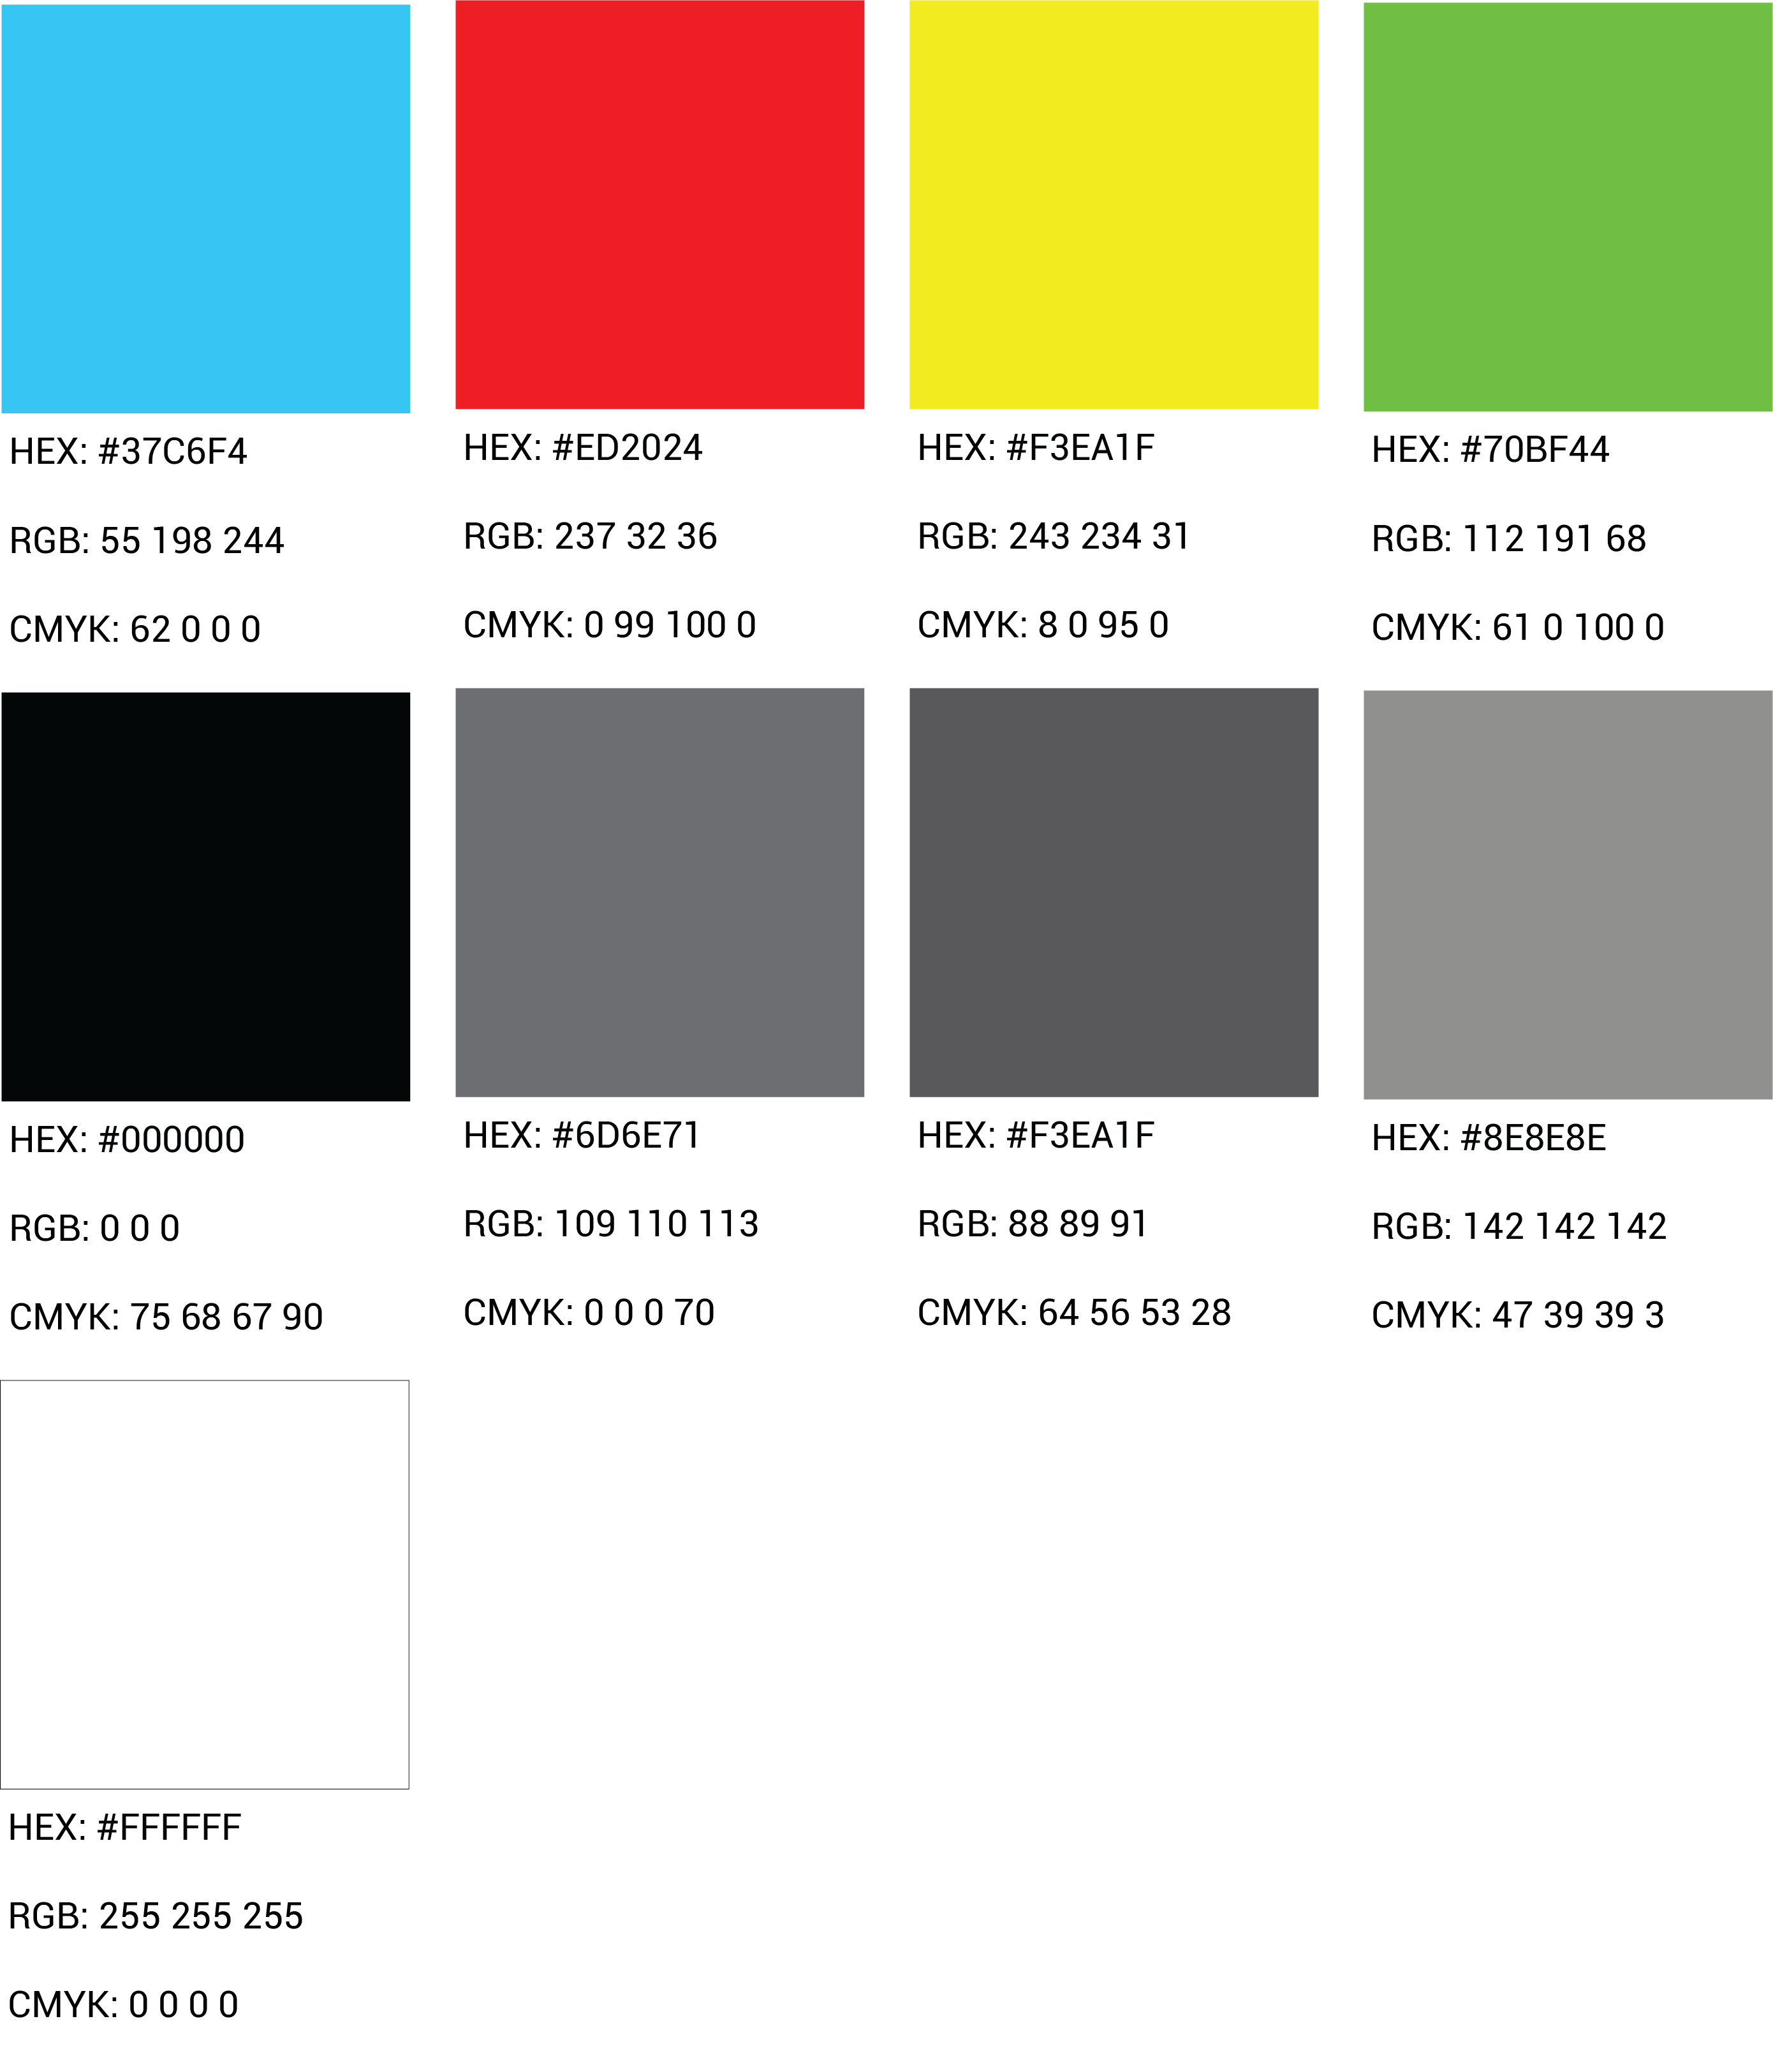 HEX: #37C6F4
RGB: 55 198 244
CMYK: 62 0 0 0
HEX: #ED2024
RGB: 237 32 36
CMYK: 0 99 100 0
HEX: #F3EA1F
RGB: 243 234 31
CMYK: 8 0 95 0
HEX: #70BF44
RGB: 112 191 68
CMYK: 61 0 100 0
HEX: #000000
RGB: 0 0 0
CMYK: 75 68 67 90
HEX: #6D6E71
RGB: 109 110 113
CMYK: 0 0 0 70
HEX: #F3EA1F
RGB: 88 89 91
CMYK: 64 56 53 28
HEX: #8E8E8E
RGB: 142 142 142
CMYK: 47 39 39 3
HEX: #FFFFFF
RGB: 255 255 255
CMYK: 0 0 0 0